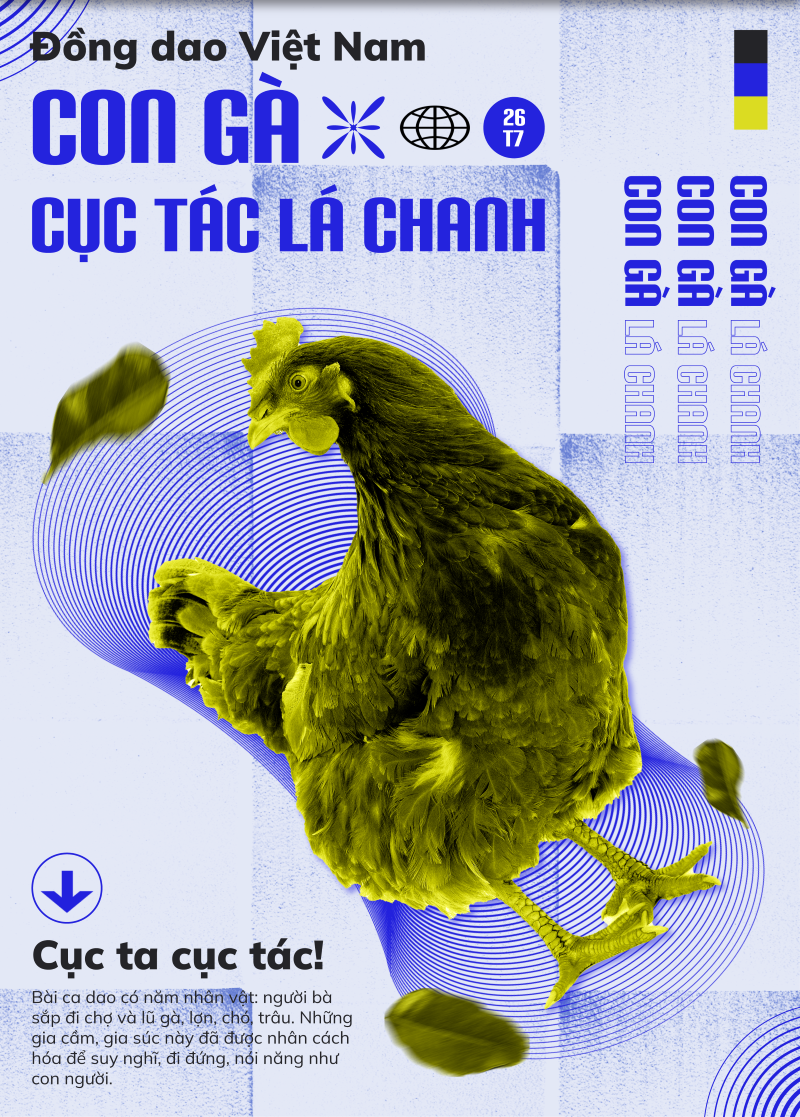 Đồng dao Việt Nam
CON GÀ
26
T7
CỤC TÁC LÁ CHANH
CON GÀ LÁ CHANH
CON GÀ LÁ CHANH
CON GÀ LÁ CHANH
Cục ta cục tác!
Bài ca dao có năm nhân vật: người bà
sắp đi chợ và lũ gà, lợn, chó, trâu. Những
gia cầm, gia súc này đã được nhân cách
hóa để suy nghĩ, đi đứng, nói năng như
con người.